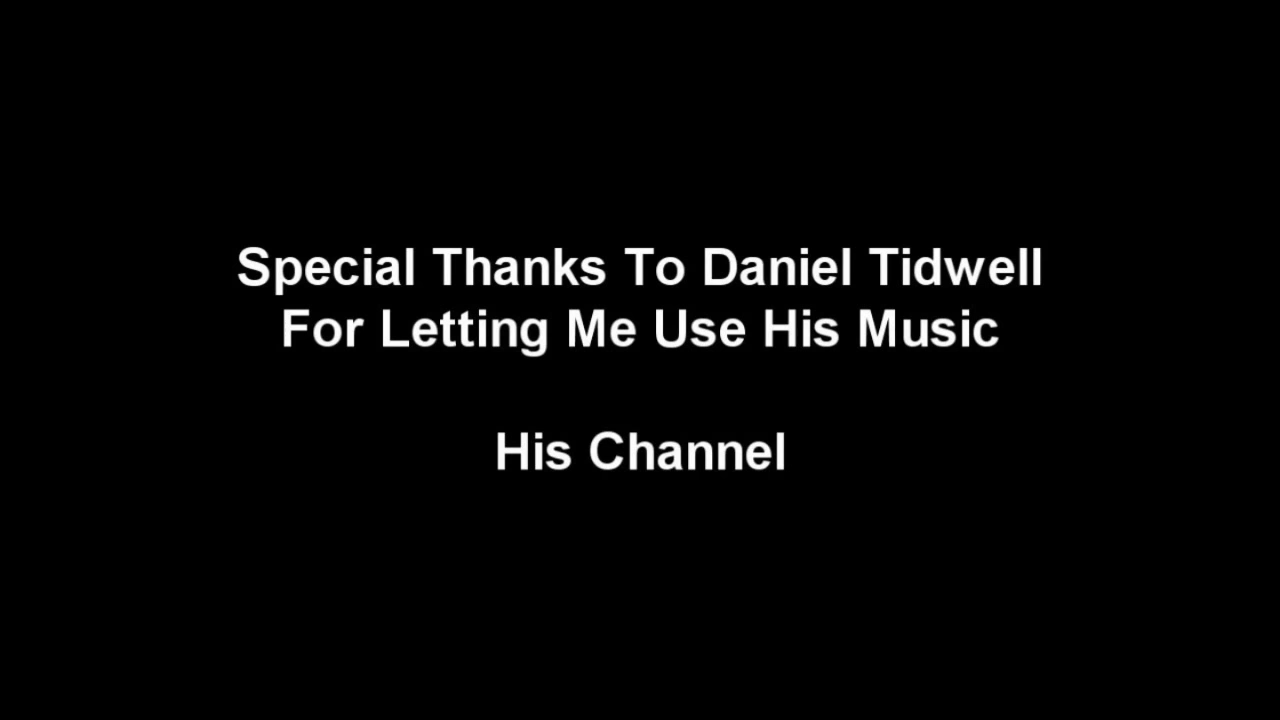 Special Thanks To Daniel Tidwell
For Letting Me Use His Music
His Channel